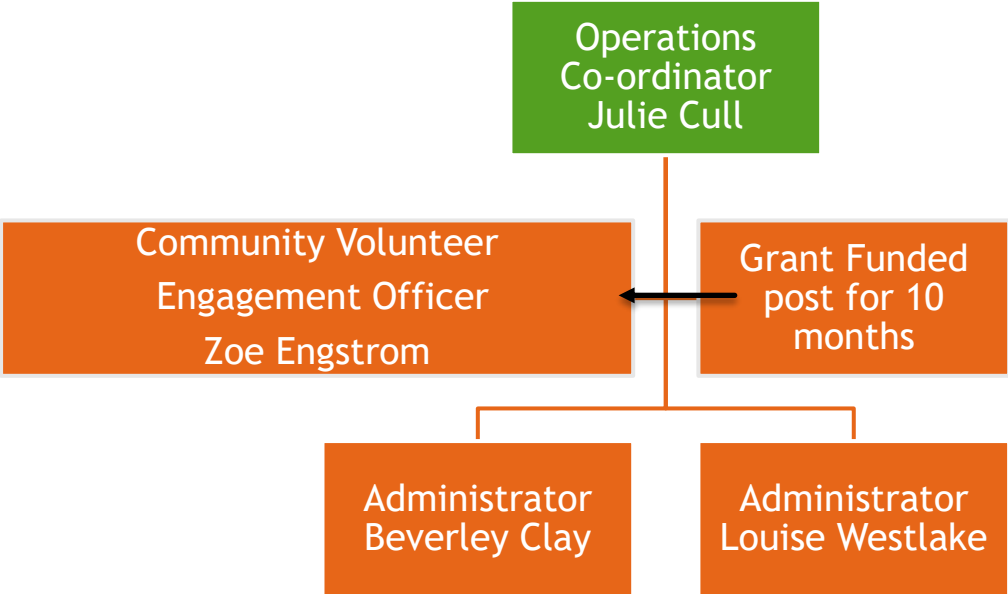 Operations
Co-ordinator
Julie Cull
Community Volunteer
Engagement Officer
Zoe Engstrom
Grant Funded
post for 10
months
Administrator
Beverley Clay
Administrator
Louise Westlake